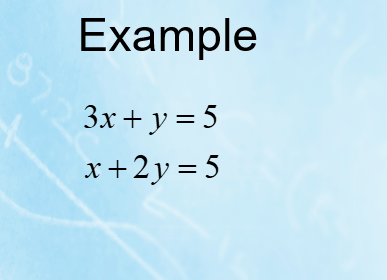 Example
3x + y = 5
x + 2y = 5